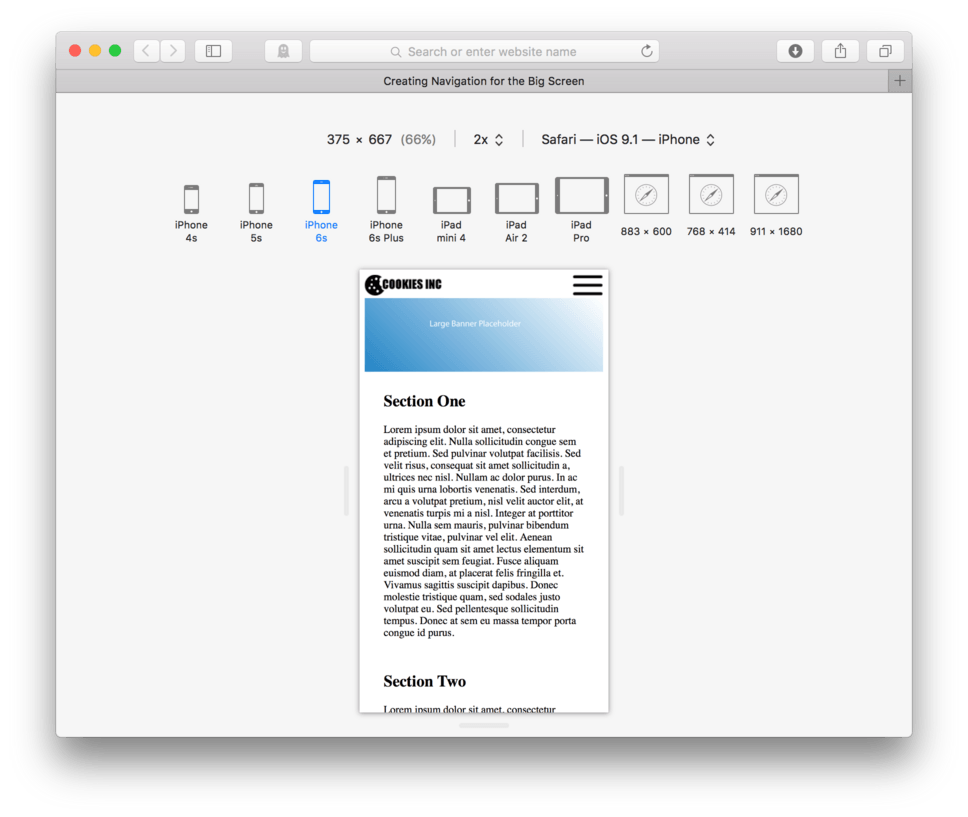 Search or enter website name
Creating Navigation for the Big Screen
375 × 667 (66%) 2x Safari — iOS 9.1 — iPhone
iPhone 4s
iPhone 5s
iPhone 6s
iPhone 6s Plus
iPad mini 4
iPad Air 2
iPad Pro
883 × 600
768 × 414
911 × 1680
COOKIES INC
Large Banner Placeholder
Section One
Lorem ipsum dolor sit amet, consectetur
adipiscing elit. Nulla sollicitudin congue sem
et pretium. Sed pulvinar volutpat facilisis. Sed
velit risus, consequat sit amet sollicitudin a,
ultrices nec nisl. Nullam ac dolor purus. In ac
mi quis urna lobortis venenatis. Sed interdum,
arcu a volutpat pretium, nisl velit auctor elit, at
venenatis turpis mi a nisl. Integer at porttitor
urna. Nulla sem mauris, pulvinar bibendum
tristique vitae, pulvinar vel elit. Aenean
sollicitudin quam sit amet lectus elementum sit
amet suscipit sem feugiat. Fusce aliquam
euismod diam, at placerat felis fringilla et.
Vivamus sagittis suscipit dapibus. Donec
molestie tristique quam, sed sodales justo
volutpat eu. Sed pellentesque sollicitudin
tempus. Donec at sem eu massa tempor porta
congue id purus.
Section Two
Lorem ipsum dolor sit amet, consectetur